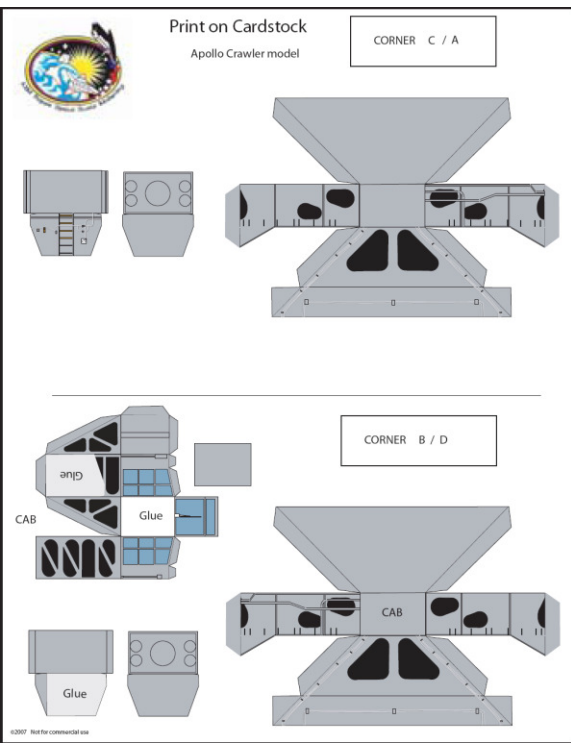 Print on Cardstock
Apollo Crawler model
CORNER C / A
CORNER B / D
Glue
Glue
CAB
CAB
Glue
©2007 Not for commercial use